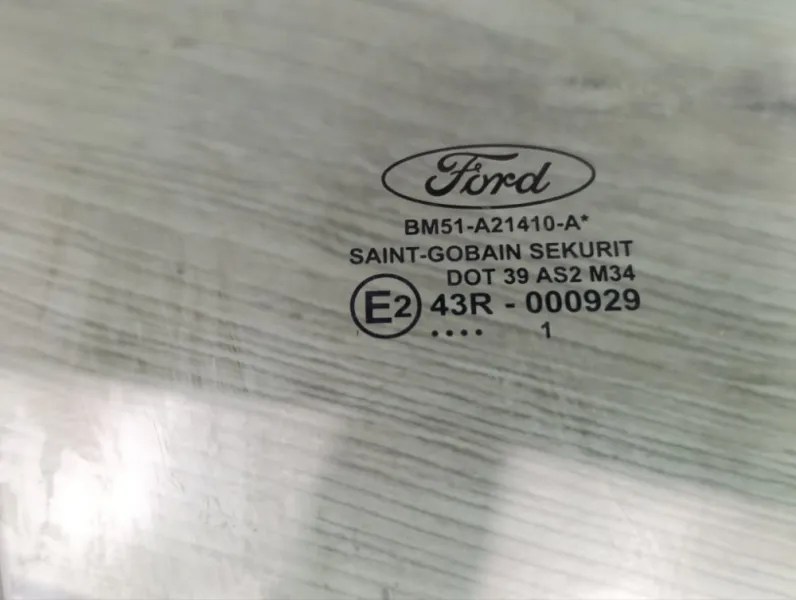 Ford
BM51-A21410-A*
SAINT-GOBAIN SEKURIT
DOT 39 AS2 M34
E2 43R - 000929
.... 1